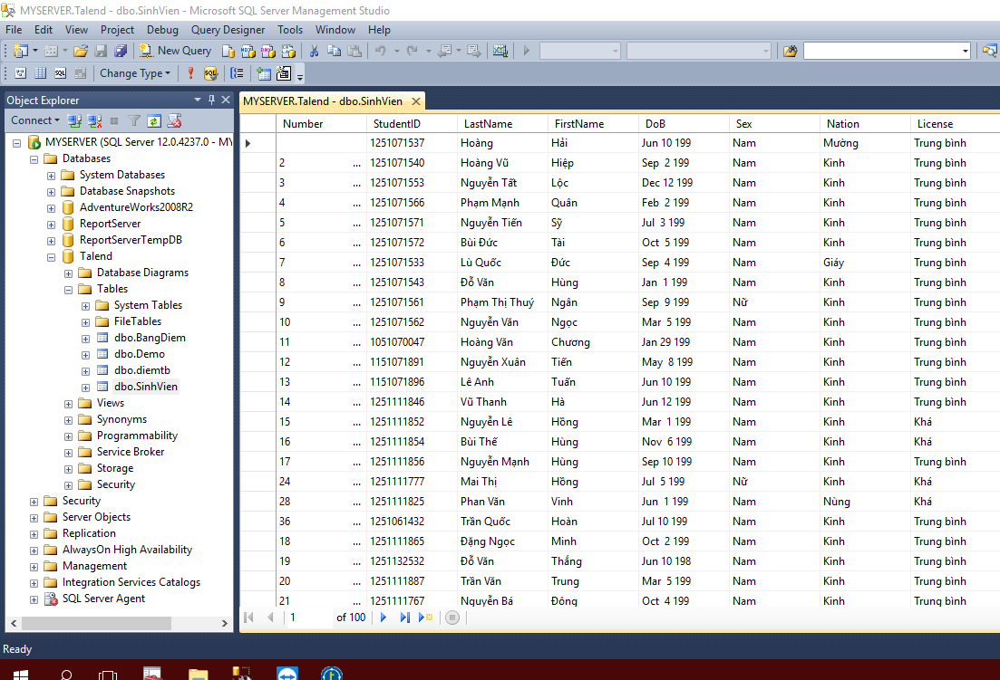 MYSERVER.Talend - dbo.SinhVien - Microsoft SQL Server Management Studio
File Edit View Project Debug Query Designer Tools Window Help
New Query
Change Type
Object Explorer
Connect
MYSERVER (SQL Server 12.0.4237.0 - MY
Databases
System Databases
Database Snapshots
AdventureWorks2008R2
ReportServer
ReportServerTempDB
Talend
Database Diagrams
Tables
System Tables
FileTables
dbo.BangDiem
dbo.Demo
dbo.diemtb
dbo.SinhVien
Views
Synonyms
Programmability
Service Broker
Storage
Security
Security
Server Objects
Replication
AlwaysOn High Availability
Management
Integration Services Catalogs
SQL Server Agent
MYSERVER.Talend - dbo.SinhVien
Number StudentID LastName FirstName DoB Sex Nation License
1251071537 Hoàng Hải Jun 10 199 Nam Mường Trung bình
2 ... 1251071540 Hoàng Vũ Hiệp Sep 2 199 Nam Kinh Trung bình
3 ... 1251071553 Nguyễn Tất Lộc Dec 12 199 Nam Kinh Trung bình
4 ... 1251071566 Phạm Mạnh Quân Feb 2 199 Nam Kinh Trung bình
5 ... 1251071571 Nguyễn Tiến Sỹ Jul 3 199 Nam Kinh Trung bình
6 ... 1251071572 Bùi Đức Tài Oct 5 199 Nam Kinh Trung bình
7 ... 1251071533 Lù Quốc Đức Sep 4 199 Nam Giáy Trung bình
8 ... 1251071543 Đỗ Văn Hùng Jan 1 199 Nam Kinh Trung bình
9 ... 1251071561 Phạm Thị Thuý Ngân Sep 9 199 Nữ Kinh Trung bình
10 ... 1251071562 Nguyễn Văn Ngọc Mar 5 199 Nam Kinh Trung bình
11 ... 1051070047 Hoàng Văn Chương Jan 29 199 Nam Kinh Trung bình
12 ... 1151071891 Nguyễn Xuân Tiến May 8 199 Nam Kinh Trung bình
13 ... 1151071896 Lê Anh Tuấn Jun 10 199 Nam Kinh Trung bình
14 ... 1251111846 Vũ Thanh Hà Jun 12 199 Nam Kinh Trung bình
15 ... 1251111852 Nguyễn Lê Hồng Mar 1 199 Nam Kinh Khá
16 ... 1251111854 Bùi Thế Hùng Nov 6 199 Nam Kinh Khá
17 ... 1251111856 Nguyễn Mạnh Hùng Sep 10 199 Nam Kinh Trung bình
24 ... 1251111777 Mai Thị Hồng Jul 5 199 Nữ Kinh Khá
28 ... 1251111825 Phan Văn Vinh Jun 1 199 Nam Nùng Khá
36 ... 1251061432 Trần Quốc Hoàn Jul 10 199 Nam Kinh Trung bình
18 ... 1251111865 Đặng Ngọc Minh Oct 2 199 Nam Kinh Trung bình
19 ... 1251132532 Đỗ Văn Thắng Jun 10 198 Nam Kinh Trung bình
20 ... 1251111887 Trần Văn Trung Mar 5 199 Nam Kinh Trung bình
21 ... 1251111767 Nguyễn Bá Đông Oct 4 199 Nam Kinh Trung bình
1 of 100
Ready